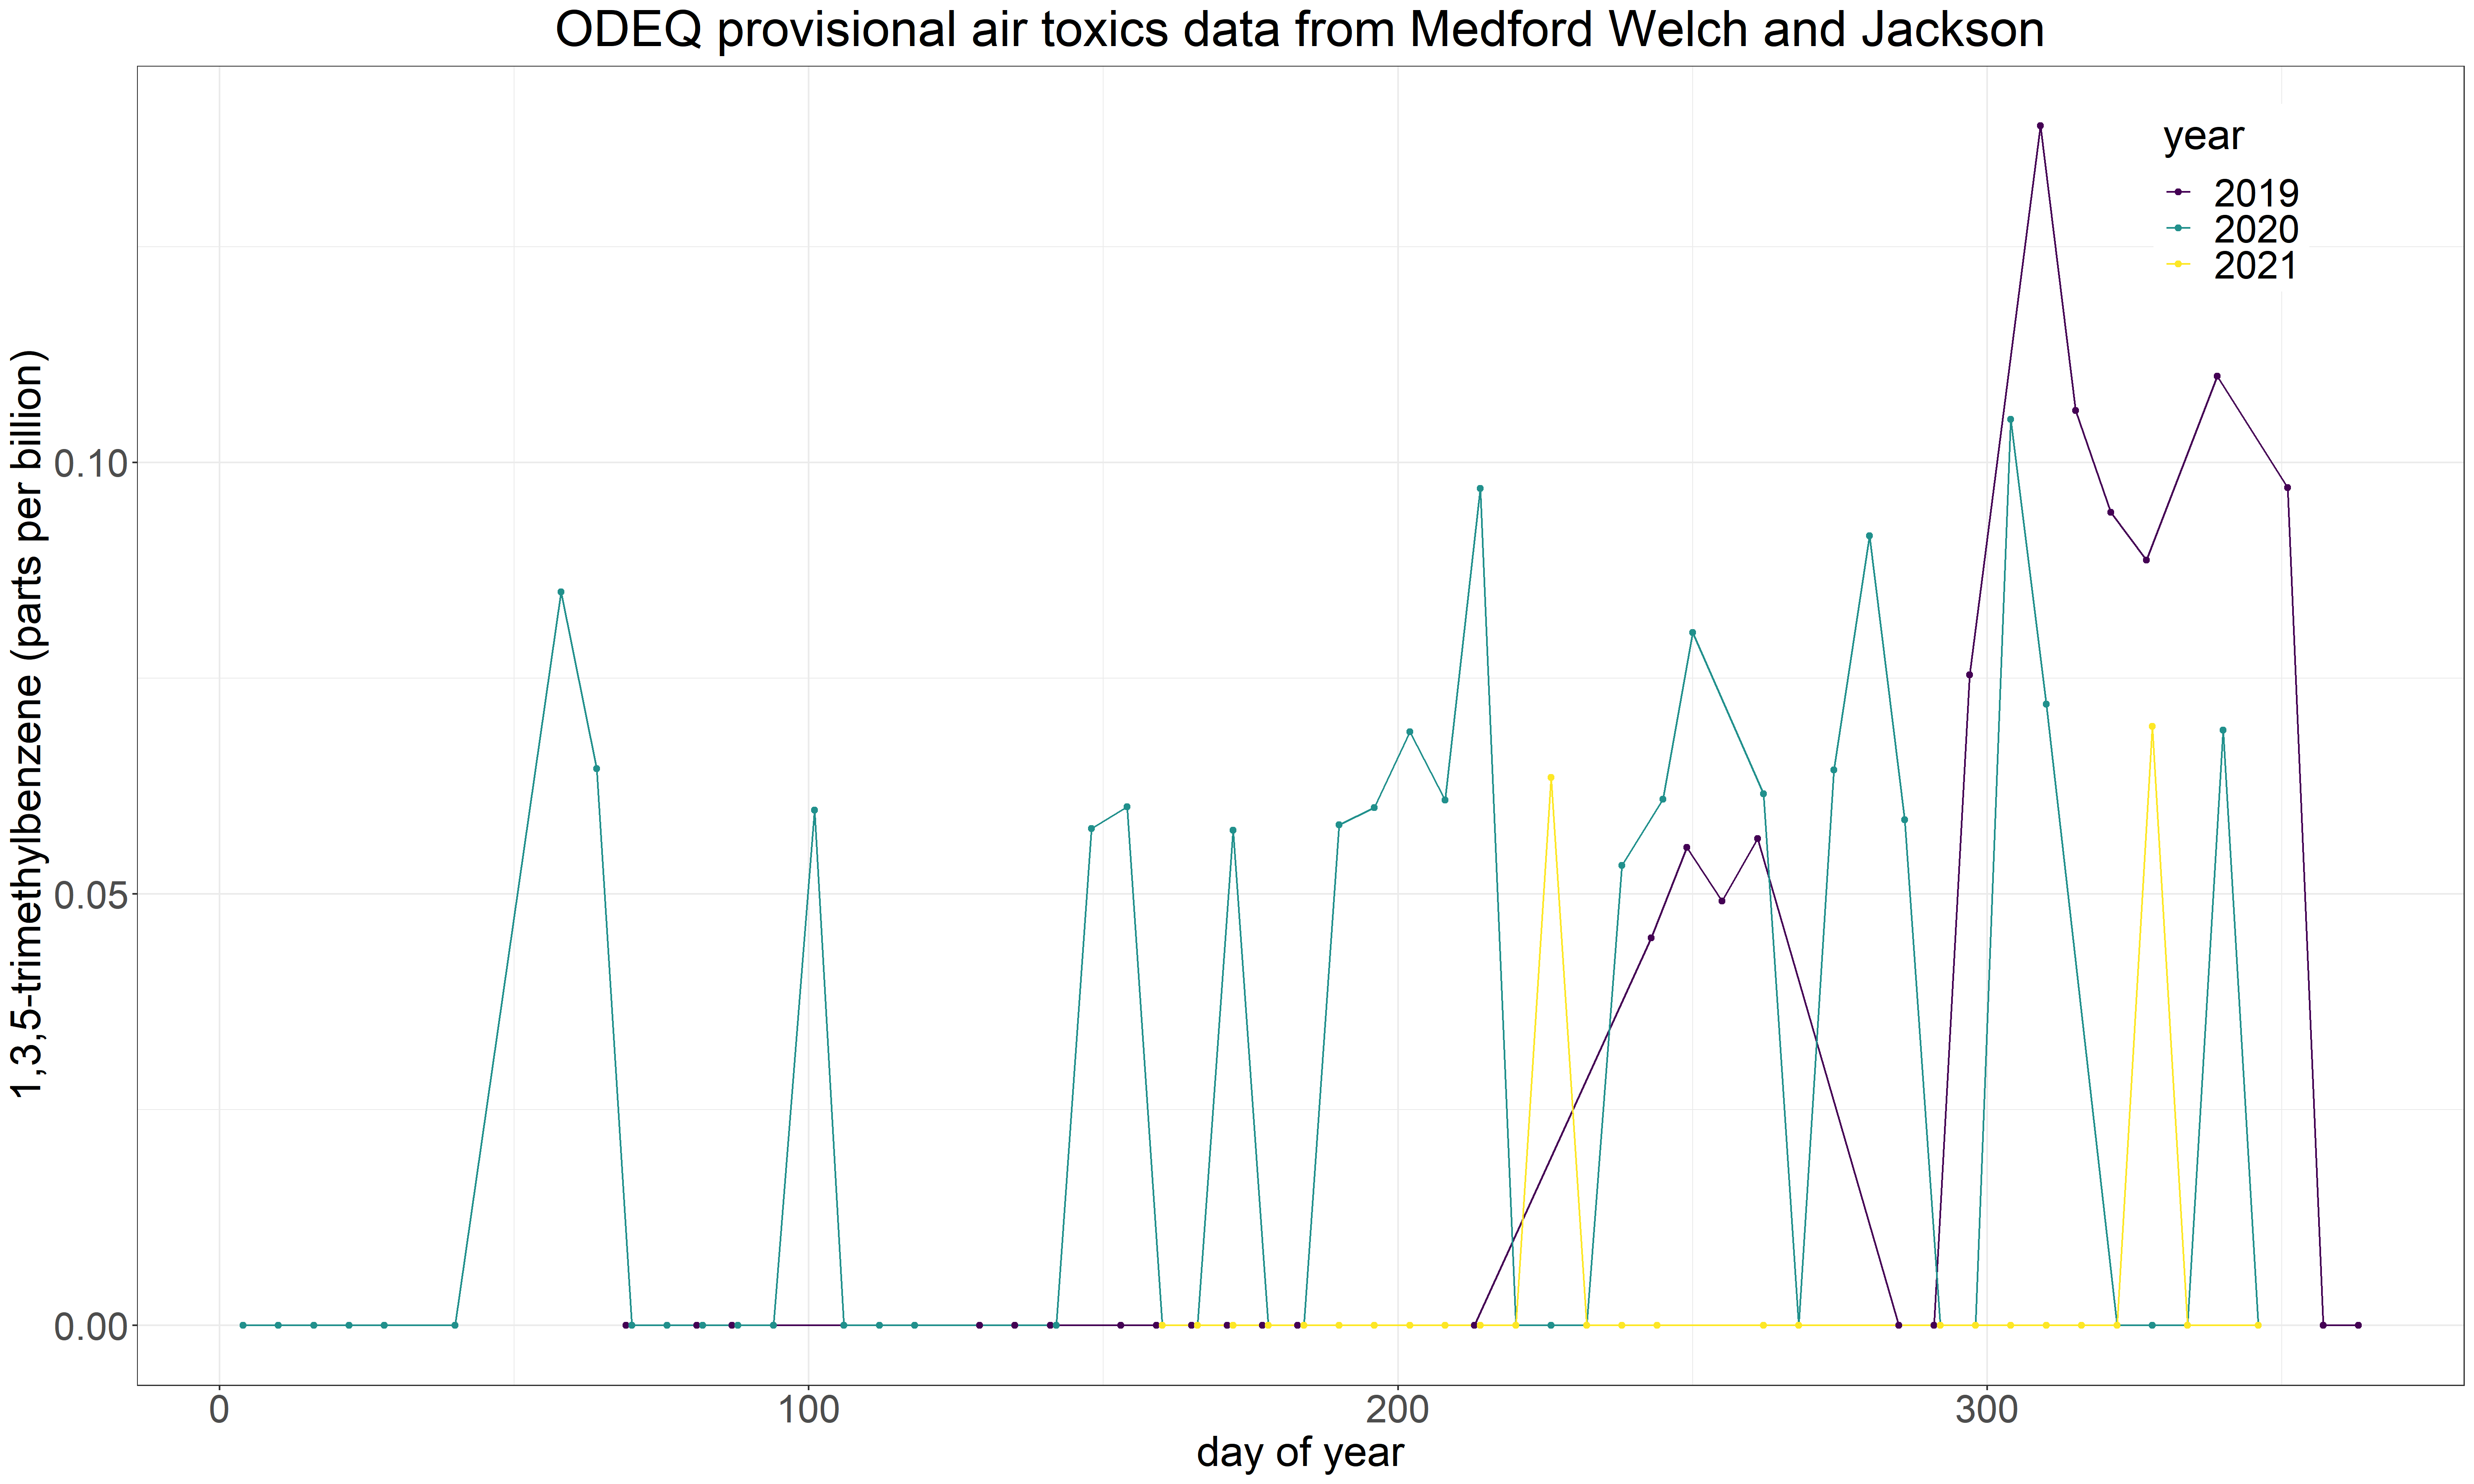 ODEQ provisional air toxics data from Medford Welch and Jackson
1,3,5-trimethylbenzene (parts per billion)
0.10
0.05
0.00
year
2019
2020
2021
0
100
200
300
day of year